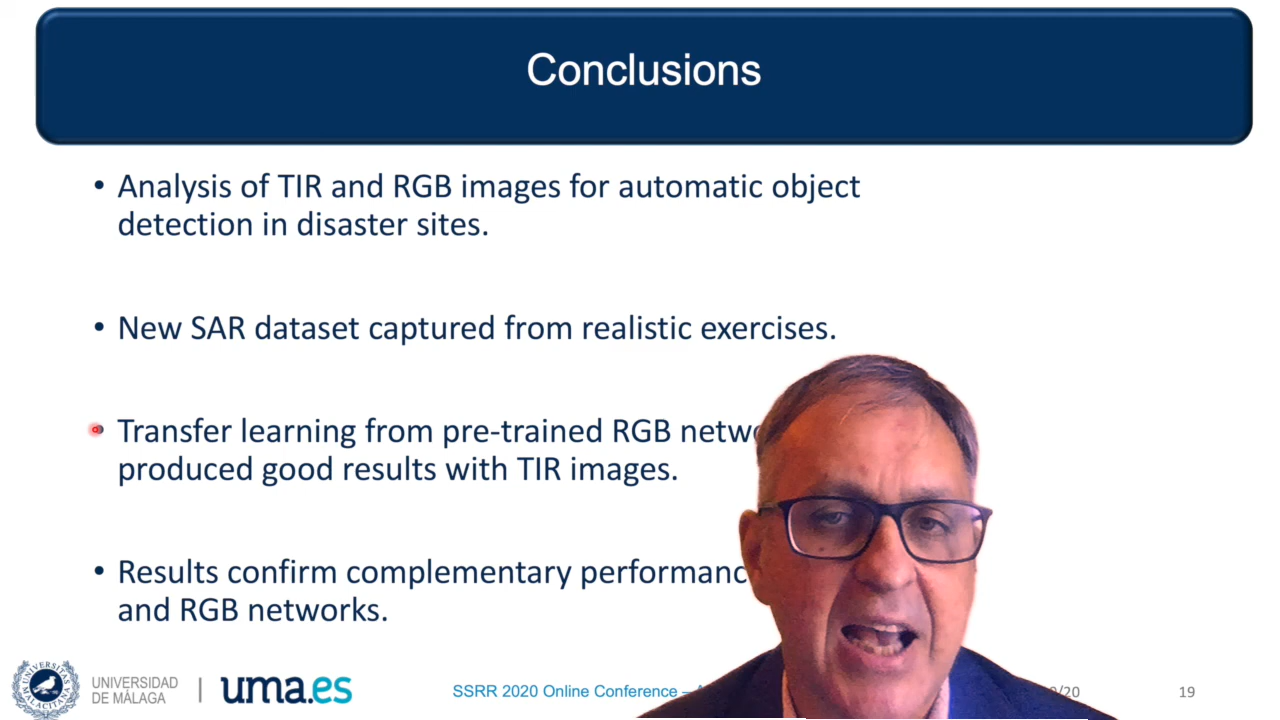 Conclusions
• Analysis of TIR and RGB images for automatic object
detection in disaster sites.
• New SAR dataset captured from realistic exercises.
• Transfer learning from pre-trained RGB
produced good results with TIR images.
• Results confirm complementary
and RGB networks.
UNIVERSITAS MALACITANA
UNIVERSIDAD
DE MÁLAGA
uma.es
SSRR 2020 Online Conference –
19